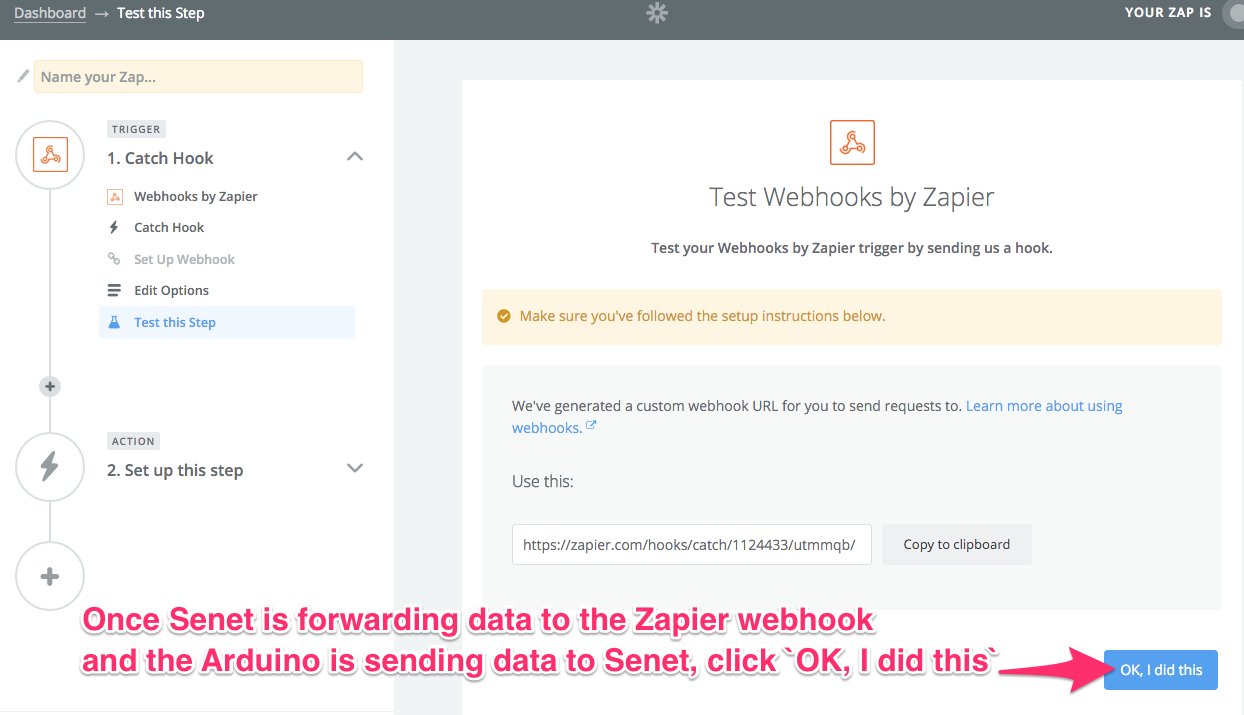 Dashboard → Test this Step
YOUR ZAP IS
Name your Zap...
TRIGGER
1. Catch Hook
Webhooks by Zapier
Catch Hook
Set Up Webhook
Edit Options
Test this Step
ACTION
2. Set up this step
Test Webhooks by Zapier
Test your Webhooks by Zapier trigger by sending us a hook.
Make sure you've followed the setup instructions below.
We've generated a custom webhook URL for you to send requests to. Learn more about using
webhooks.
Use this:
https://zapier.com/hooks/catch/1124433/utmmqb/
Copy to clipboard
Once Senet is forwarding data to the Zapier webhook
and the Arduino is sending data to Senet, click `OK, I did this`
OK, I did this